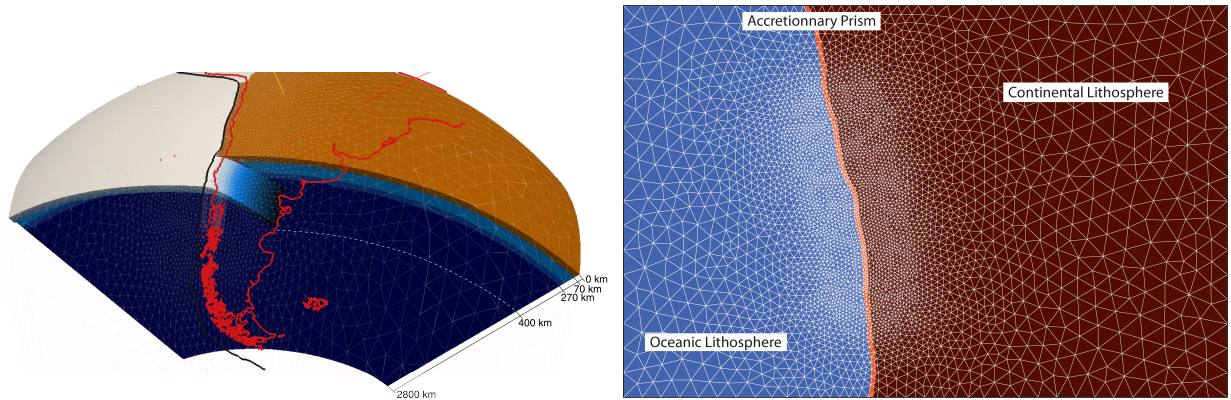 0 km
70 km
270 km
400 km
2800 km
Accretionnary Prism
Continental Lithosphere
Oceanic Lithosphere